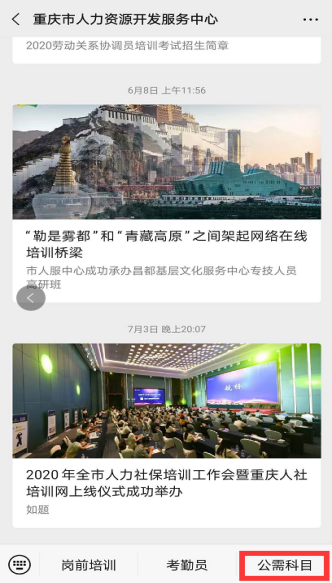 重庆市人力资源开发服务中心
2020劳动关系协调员培训考试招生简章
6月8日 上午11:56
“勒是雾都”和“青藏高原”之间架起网络在线
培训桥梁
市人服中心成功承办昌都基层文化服务中心专技人员
高研班
7月3日 晚上20:07
2020年全市人力社保培训工作会暨重庆人社
培训网上线仪式成功举办
如题
岗前培训
考勤员
公需科目